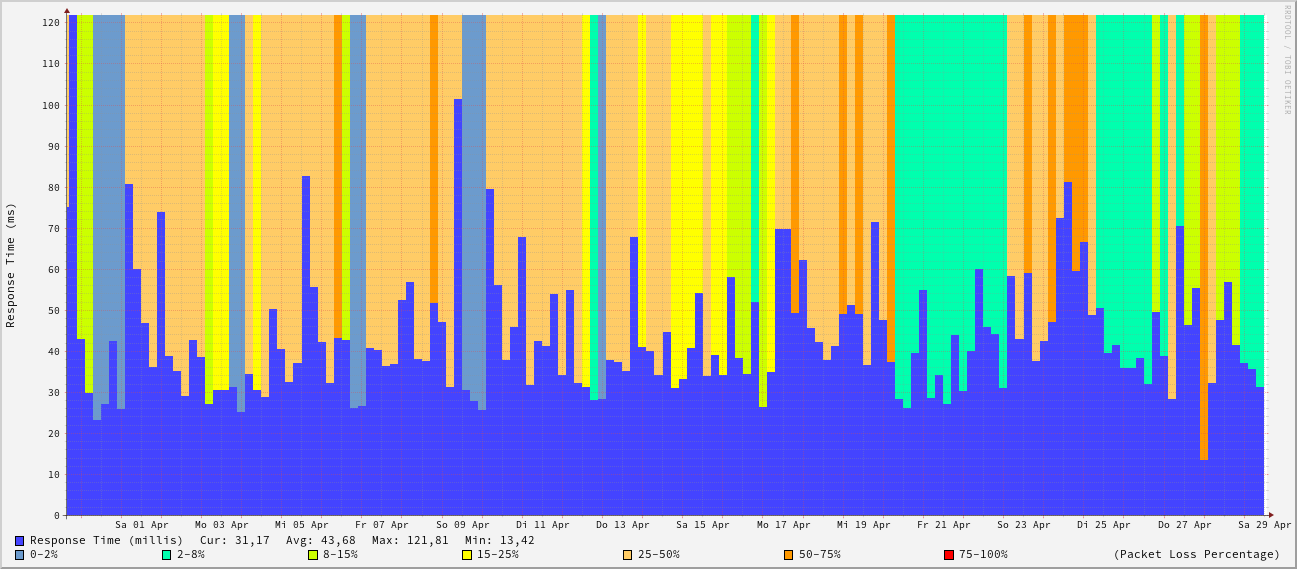 RRDTOOL / TOBI OETIKER
Response Time (ms)
120
110
100
90
80
70
60
50
40
30
20
10
0
Sa 01 Apr Mo 03 Apr Mi 05 Apr Fr 07 Apr So 09 Apr Di 11 Apr Do 13 Apr Sa 15 Apr Mo 17 Apr Mi 19 Apr Fr 21 Apr So 23 Apr Di 25 Apr Do 27 Apr Sa 29 Apr
Response Time (millis) Cur: 31,17 Avg: 43,68 Max: 121,81 Min: 13,42
0-2% 2-8% 8-15% 15-25% 25-50% 50-75% 75-100% (Packet Loss Percentage)